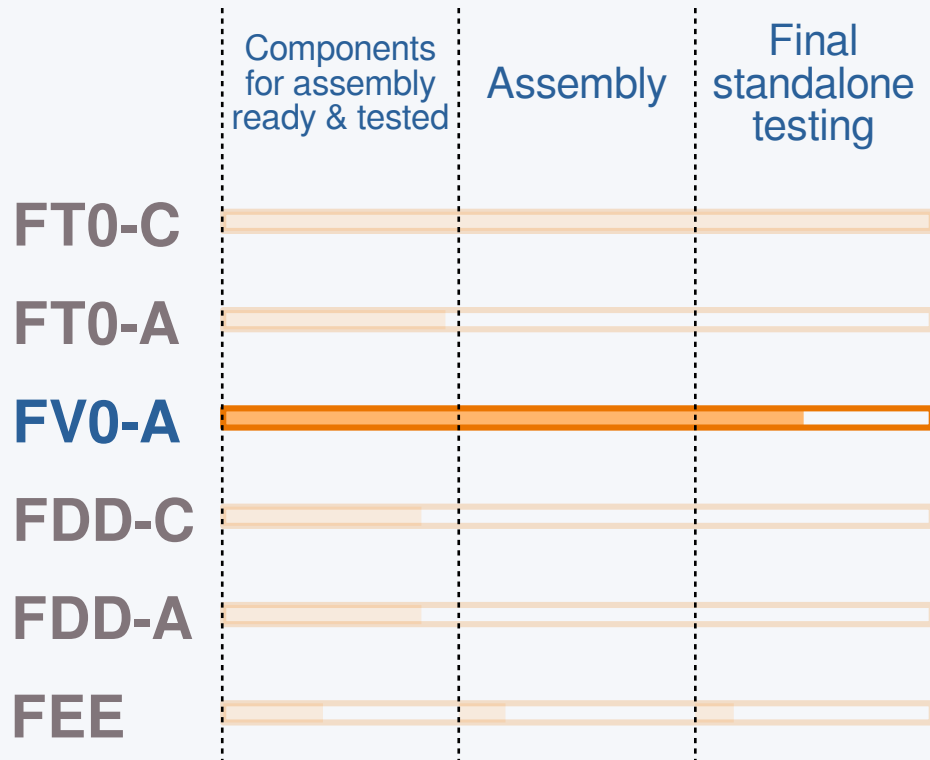 Components
for assembly
ready & tested
Assembly
Final
standalone
testing
FT0-C
FT0-A
FV0-A
FDD-C
FDD-A
FEE